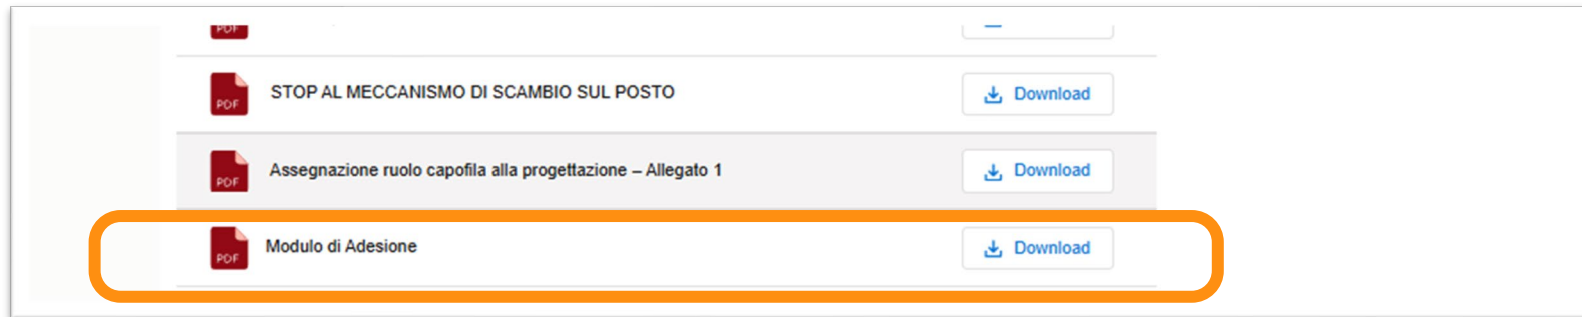 PDF
PDF STOP AL MECCANISMO DI SCAMBIO SUL POSTO Download
PDF Assegnazione ruolo capofila alla progettazione – Allegato 1 Download
PDF Modulo di Adesione Download